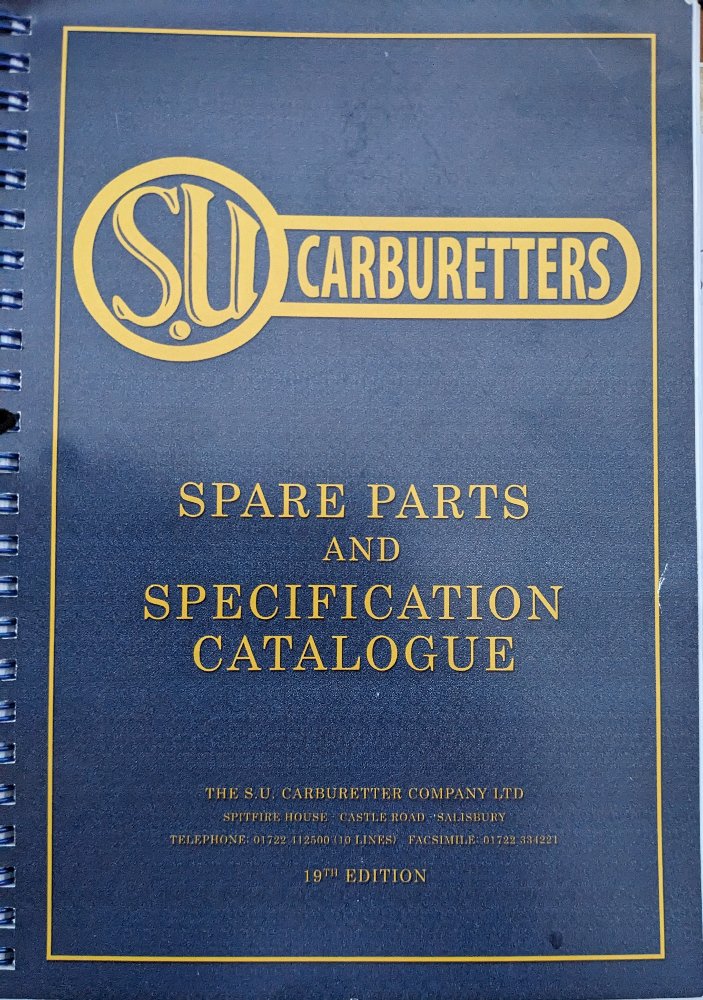 S.U.
CARBURETTERS
SPARE PARTS
AND
SPECIFICATION
CATALOGUE
THE S.U. CARBURETTER COMPANY LTD
SPITFIRE HOUSE · CASTLE ROAD · SALISBURY
TELEPHONE: 01722 412500 (10 LINES) FACSIMILE: 01722 334221
19TH EDITION